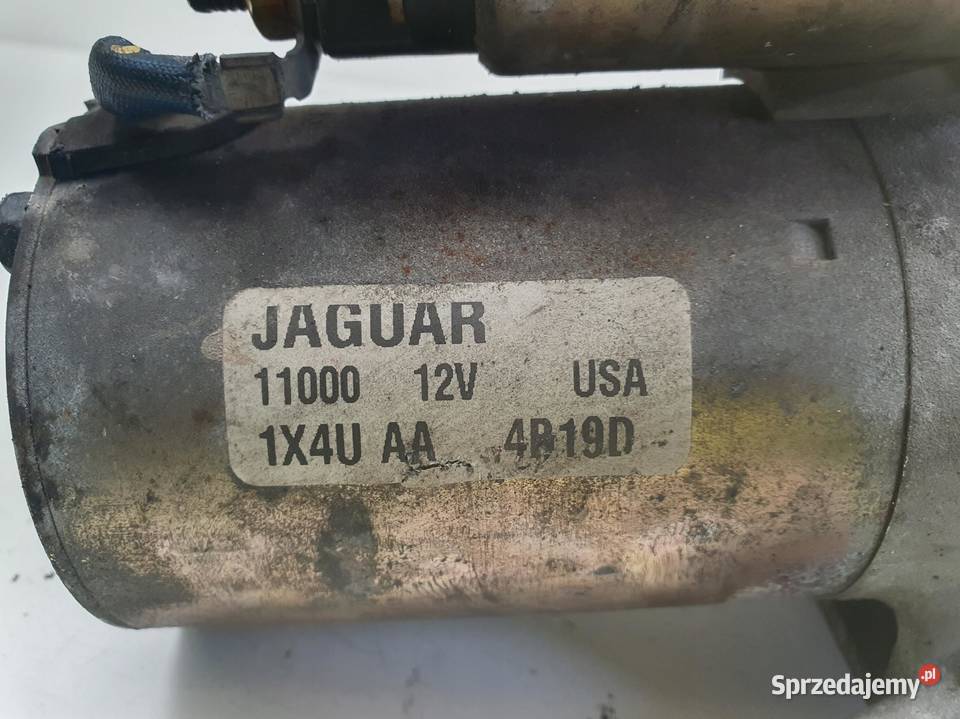 JAGUAR
11000 12V USA
1X4U AA 4B19D
Sprzedajemy.pl